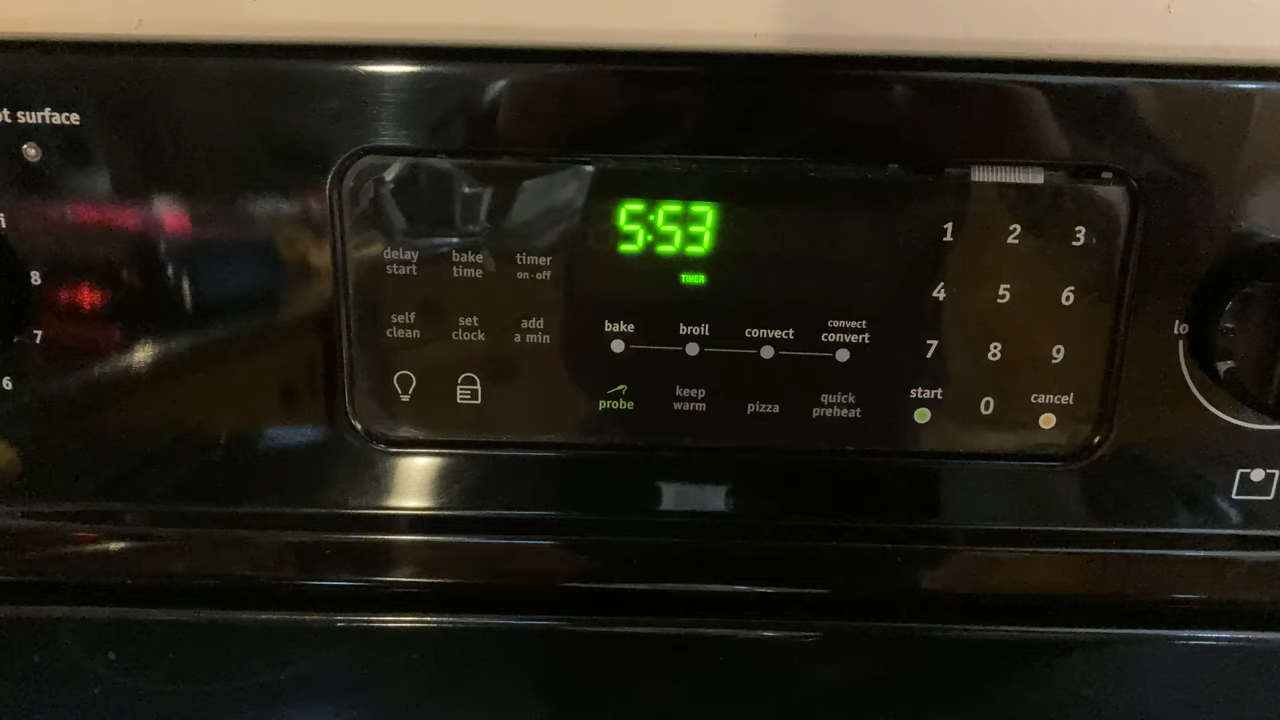 ot surface
i
8
7
6
5:53
TIMER
delay start
bake time
timer on·off
self clean
set clock
add a min
bake
broil
convect
convect convert
probe
keep warm
pizza
quick preheat
1 2 3
4 5 6
7 8 9
start
0
cancel
lo